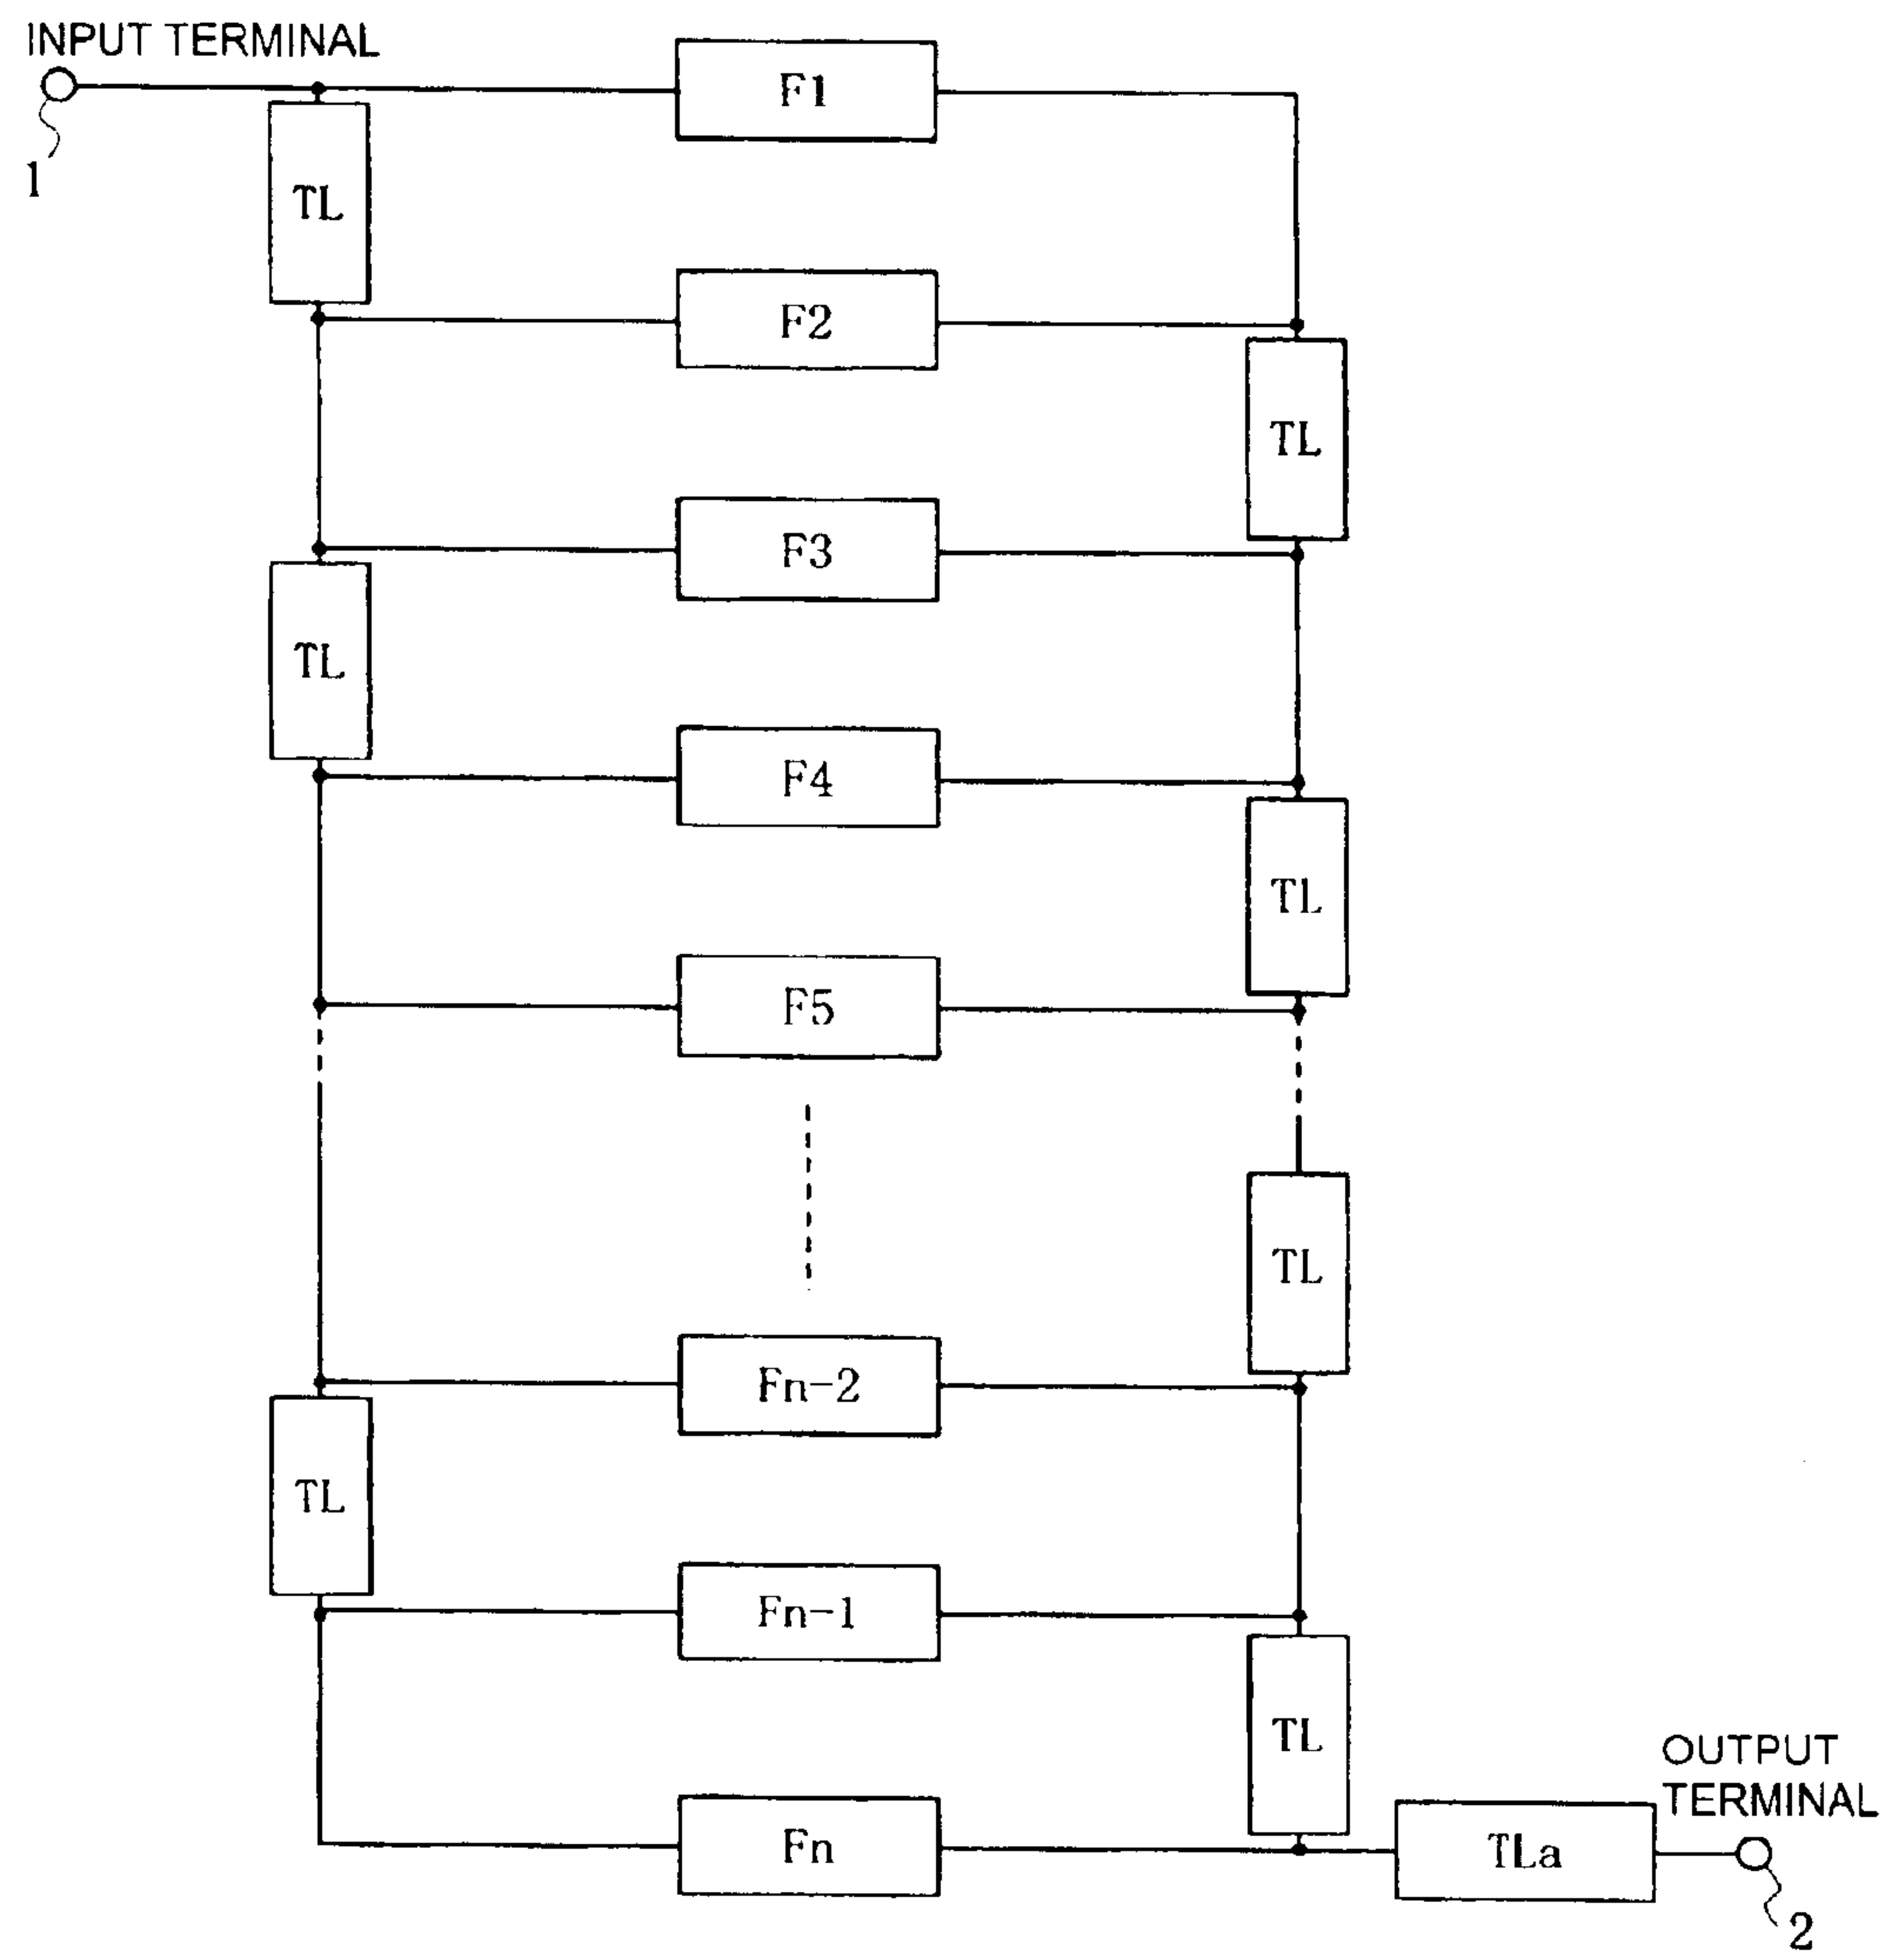 INPUT TERMINAL
1
F1
TL
F2
TL
F3
TL
F4
TL
F5
TL
Fn-2
TL
Fn-1
TL
OUTPUT
TERMINAL
Fn
TLa
2